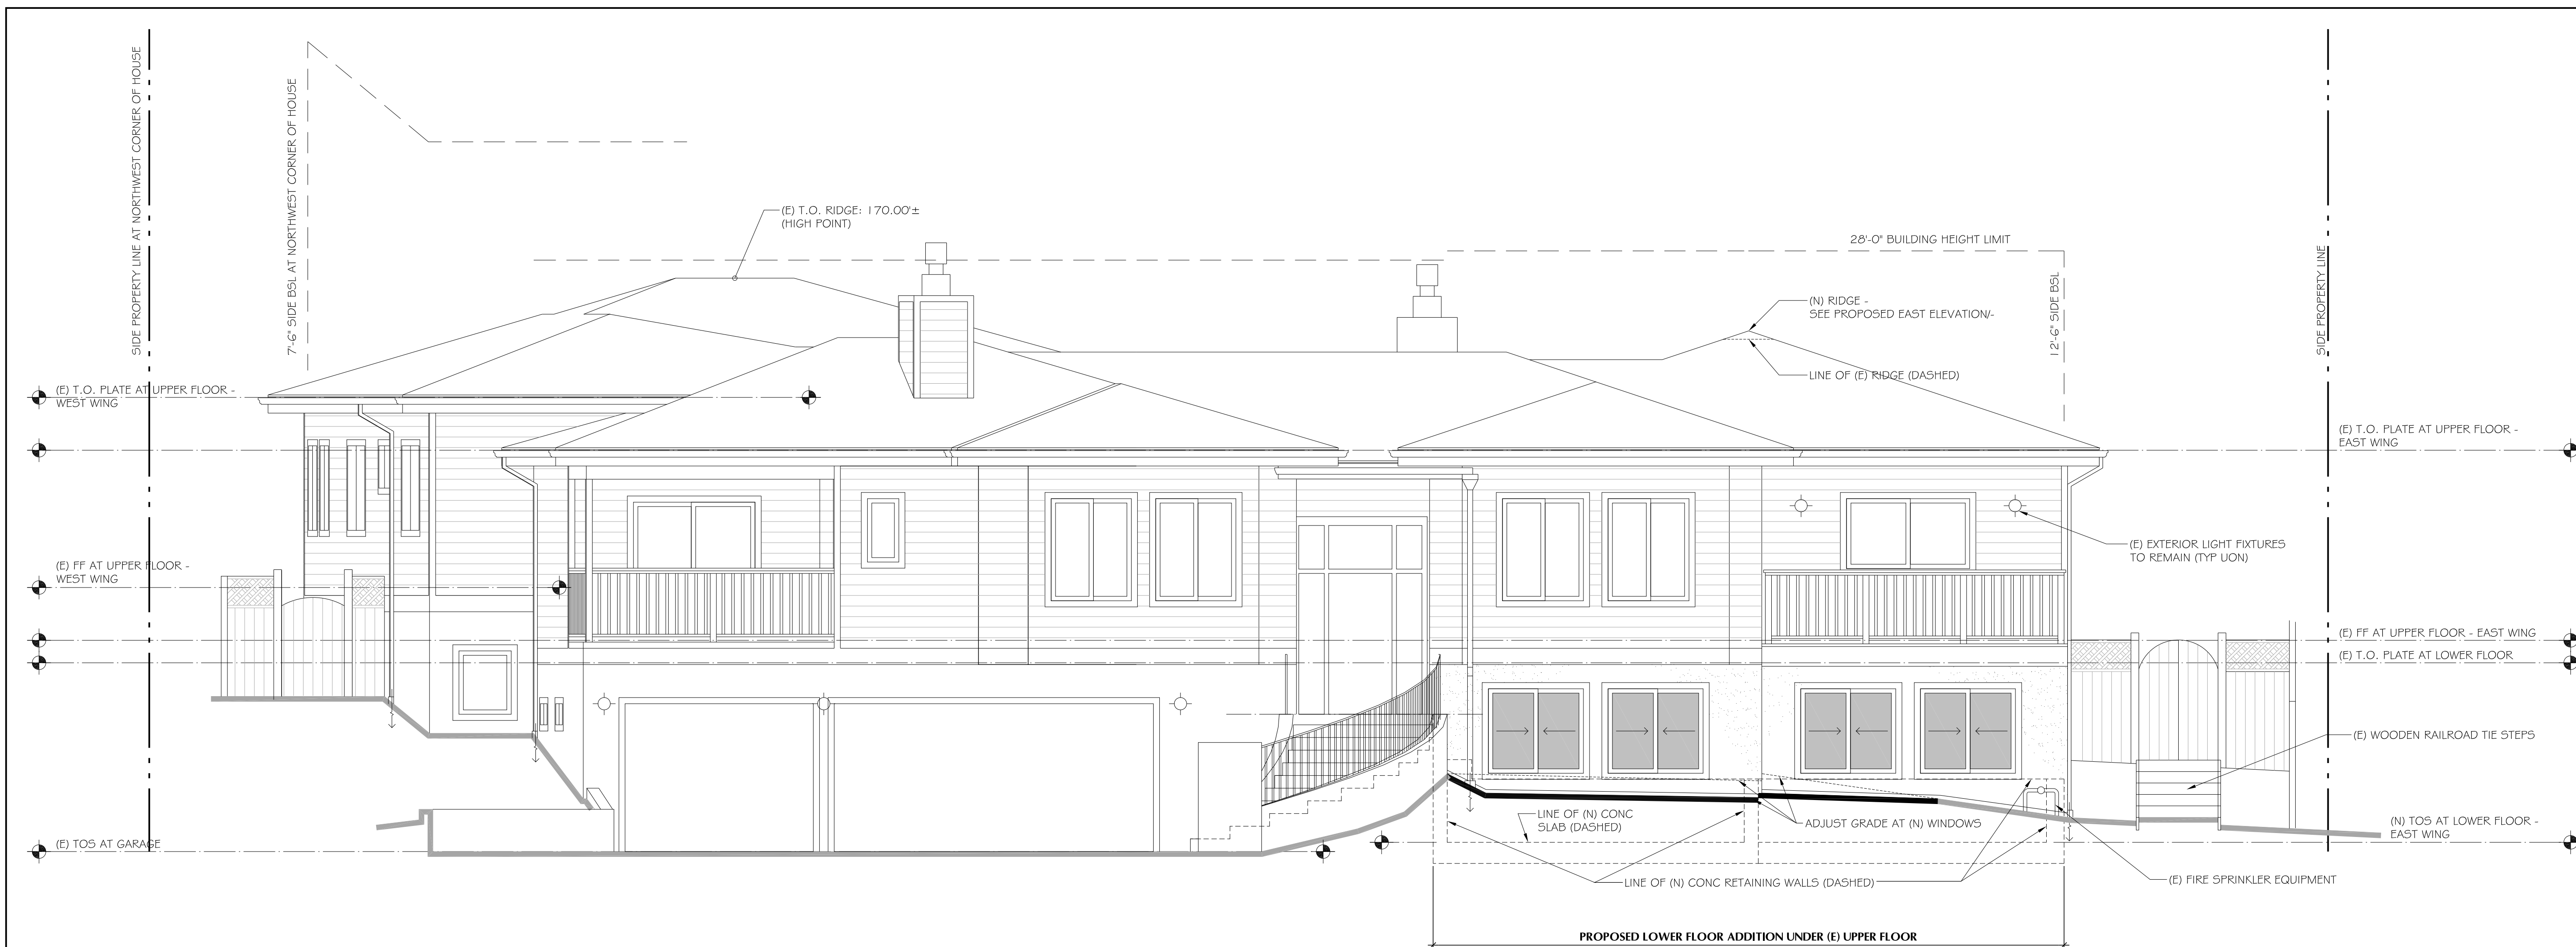 SIDE PROPERTY LINE AT NORTHWEST CORNER OF HOUSE
7'-6" SIDE BSL AT NORTHWEST CORNER OF HOUSE
(E) T.O. RIDGE: 170.00'±
(HIGH POINT)
28'-0" BUILDING HEIGHT LIMIT
12'-6" SIDE BSL
SIDE PROPERTY LINE
(N) RIDGE -
SEE PROPOSED EAST ELEVATION/-
LINE OF (E) RIDGE (DASHED)
(E) T.O. PLATE AT UPPER FLOOR -
WEST WING
(E) T.O. PLATE AT UPPER FLOOR -
EAST WING
(E) EXTERIOR LIGHT FIXTURES
TO REMAIN (TYP UON)
(E) FF AT UPPER FLOOR -
WEST WING
(E) FF AT UPPER FLOOR - EAST WING
(E) T.O. PLATE AT LOWER FLOOR
(E) WOODEN RAILROAD TIE STEPS
LINE OF (N) CONC
SLAB (DASHED)
ADJUST GRADE AT (N) WINDOWS
(N) TOS AT LOWER FLOOR -
EAST WING
(E) TOS AT GARAGE
LINE OF (N) CONC RETAINING WALLS (DASHED)
(E) FIRE SPRINKLER EQUIPMENT
PROPOSED LOWER FLOOR ADDITION UNDER (E) UPPER FLOOR